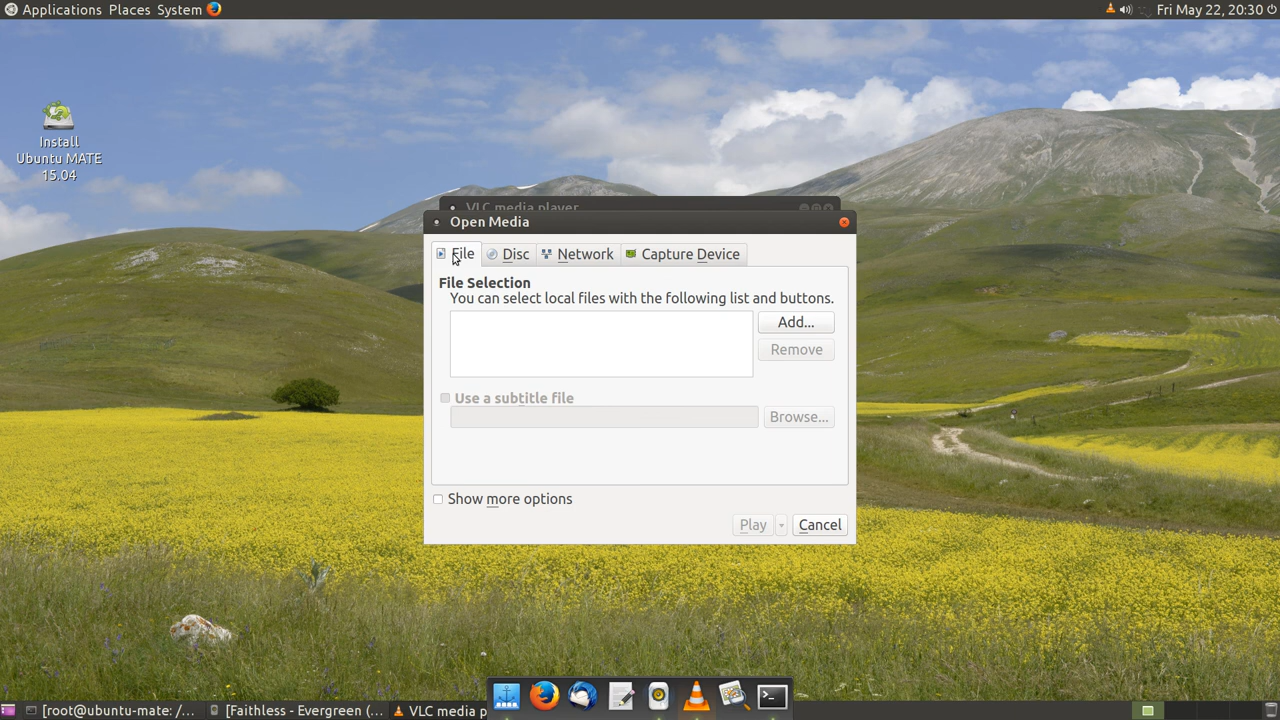 Applications Places System
Fri May 22, 20:30
Install
Ubuntu MATE
15.04
VLC media player
Open Media
File
Disc
Network
Capture Device
File Selection
You can select local files with the following list and buttons.
Add...
Remove
Use a subtitle file
Browse...
Show more options
Play
Cancel
[root@ubuntu-mate: /...
[Faithless - Evergreen (...
VLC media p